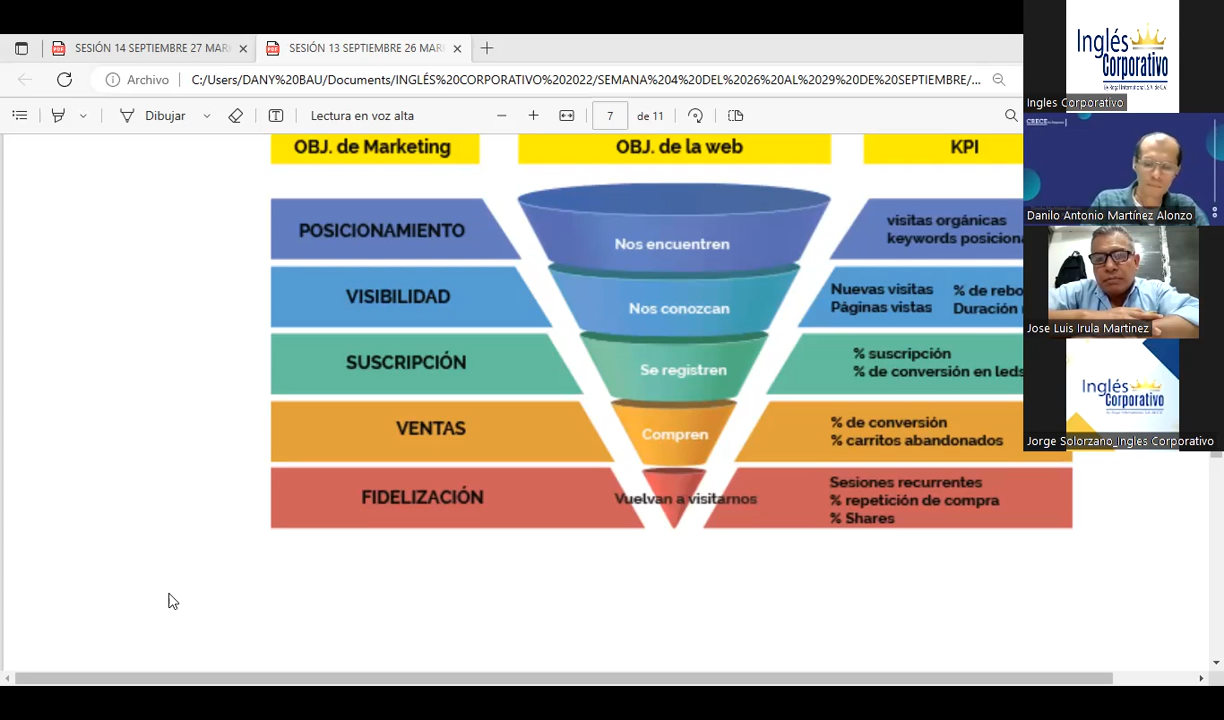 SESIÓN 14 SEPTIEMBRE 27 MAR
SESIÓN 13 SEPTIEMBRE 26 MAR
Archivo
C:/Users/DANY%20BAU/Documents/INGLÉS%20CORPORATIVO%202022/SEMANA%204%20DEL%2026%20AL%2029%20DE%20SEPTIEMBRE/...
Dibujar
Lectura en voz alta
7
de 11
OBJ. de Marketing
OBJ. de la web
KPI
POSICIONAMIENTO
Nos encuentren
visitas orgánicas
keywords posiciona
VISIBILIDAD
Nos conozcan
Nuevas visitas
% de rebo
Páginas vistas
Duración
SUSCRIPCIÓN
Se registren
% suscripción
% de conversión en leds
VENTAS
Compren
% de conversión
% carritos abandonados
FIDELIZACIÓN
Vuelvan a visitarnos
Sesiones recurrentes
% repetición de compra
% Shares
Inglés
Corporativo
Ingles Corporativo
CRECE
Danilo Antonio Martínez Alonzo
Jose Luis Irula Martinez
Inglés
Corporativo
Jorge Solorzano_Ingles Corporativo